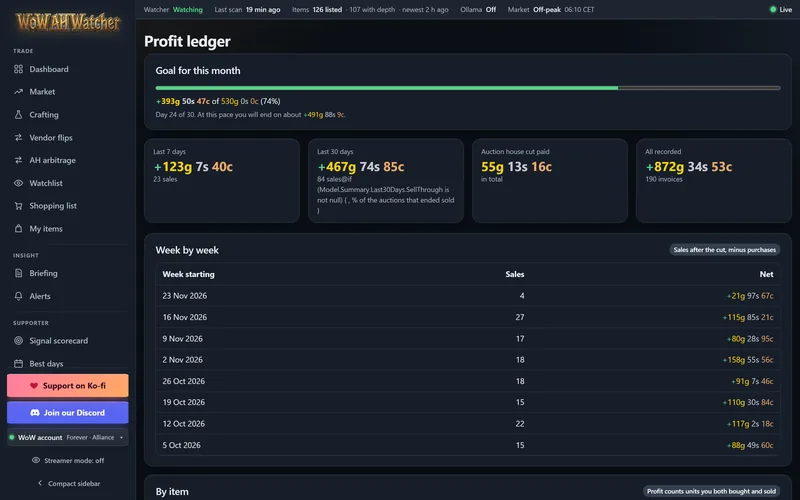 WoW AH Watcher
Watcher Watching Last scan 19 min ago Items 126 listed · 107 with depth · newest 2 h ago Ollama Off Market Off-peak 06:10 CET Live
TRADE
Dashboard
Market
Crafting
Vendor flips
AH arbitrage
Watchlist
Shopping list
My items
INSIGHT
Briefing
Alerts
SUPPORTER
Signal scorecard
Best days
Support on Ko-fi
Join our Discord
WoW account Forever · Alliance
Streamer mode: off
Compact sidebar
Profit ledger
Goal for this month
+393g 50s 47c of 530g 0s 0c (74%)
Day 24 of 30. At this pace you will end on about +491g 88s 9c.
Last 7 days
+123g 7s 40c
23 sales
Last 30 days
+467g 74s 85c
84 sales@if
(Model.Summary.Last30Days.SellThrough is
not null) { , % of the auctions that ended sold
}
Auction house cut paid
55g 13s 16c
in total
All recorded
+872g 34s 53c
190 invoices
Week by week Sales after the cut, minus purchases
Week starting Sales Net
23 Nov 2026 4 +21g 97s 67c
16 Nov 2026 27 +115g 85s 21c
9 Nov 2026 17 +80g 28s 95c
2 Nov 2026 18 +158g 55s 56c
26 Oct 2026 18 +91g 7s 46c
19 Oct 2026 15 +110g 30s 84c
12 Oct 2026 22 +117g 2s 18c
5 Oct 2026 15 +88g 49s 60c
By item Profit counts units you both bought and sold